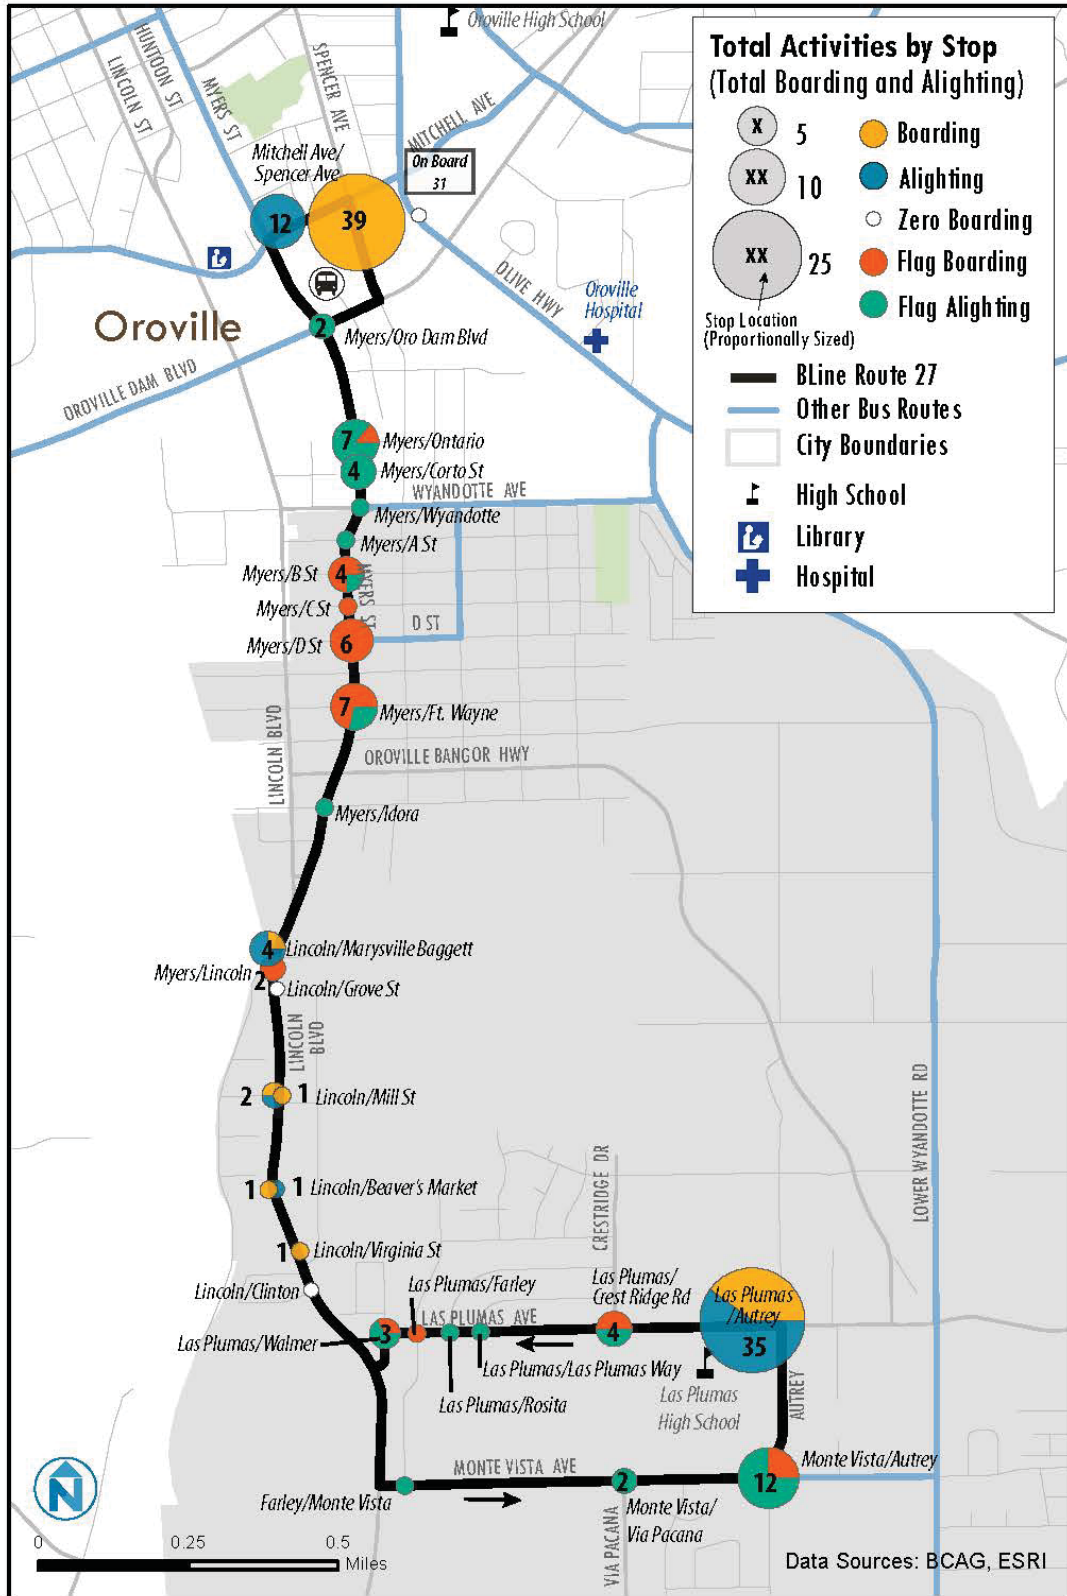 Oroville High School
HUNTOON ST
LINCOLN ST
MYERS ST
SPENCER AVE
MITCHELL AVE
Mitchell Ave/
Spencer Ave
On Board
31
12
39
OLIVE HWY
Oroville
Hospital
Oroville
2
Myers/Oro Dam Blvd
OROVILLE DAM BLVD
7
Myers/Ontario
4
Myers/Corto St
WYANDOTTE AVE
Myers/Wyandotte
Myers/A St
Myers/B St
4
MYERS ST
Myers/C St
D ST
Myers/D St
6
7
Myers/Ft. Wayne
LINCOLN BLVD
OROVILLE BANGOR HWY
Myers/Idora
4
Lincoln/Marysville Baggett
Myers/Lincoln
2
Lincoln/Grove St
LINCOLN
BLVD
2
1
Lincoln/Mill St
LOWER WYANDOTTE RD
1
1
Lincoln/Beaver's Market
CRESTRIDGE DR
1
Lincoln/Virginia St
Lincoln/Clinton
Las Plumas/Farley
Las Plumas/
Crest Ridge Rd
Las Plumas
/Autrey
35
LAS PLUMAS AVE
Las Plumas/Walmer
3
4
Las Plumas/Las Plumas Way
Las Plumas/Rosita
Las Plumas
High School
AUTREY
MONTE VISTA AVE
Monte Vista/Autrey
12
Farley/Monte Vista
2
Monte Vista/
Via Pacana
VIA PACANA
N
0
0.25
0.5
Miles
Data Sources: BCAG, ESRI
Total Activities by Stop
(Total Boarding and Alighting)
X
5
XX
10
XX
25
Stop Location
(Proportionally Sized)
Boarding
Alighting
Zero Boarding
Flag Boarding
Flag Alighting
BLine Route 27
Other Bus Routes
City Boundaries
High School
Library
Hospital